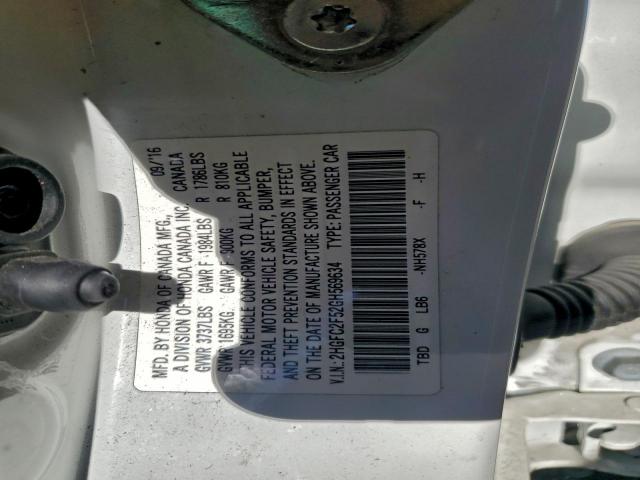 MFD. BY HONDA OF CANADA MFG., 09/16
A DIVISION OF HONDA CANADA INC., CANADA
GVWR 3737LBS GAWR F 1984LBS R 1786LBS
GVWR 1695KG GAWR F 900KG R 810KG
THIS VEHICLE CONFORMS TO ALL APPLICABLE
FEDERAL MOTOR VEHICLE SAFETY, BUMPER,
AND THEFT PREVENTION STANDARDS IN EFFECT
ON THE DATE OF MANUFACTURE SHOWN ABOVE.
V.I.N.: 2HGFC2F52GH569634 TYPE: PASSENGER CAR
TBD G LB6 -NH578X -F -H